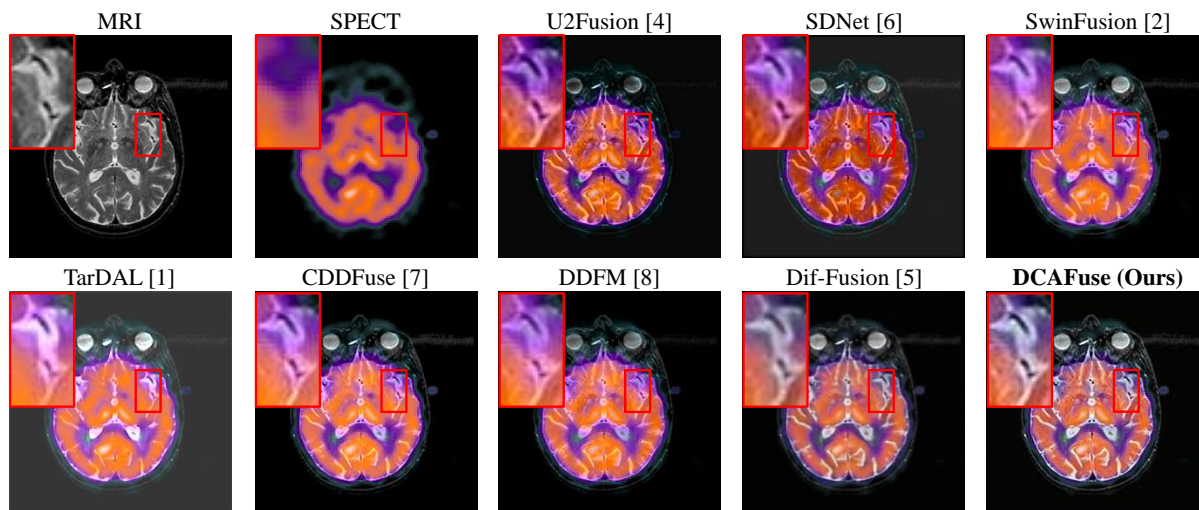 MRI
SPECT
U2Fusion [4]
SDNet [6]
SwinFusion [2]
TarDAL [1]
CDDFuse [7]
DDFM [8]
Dif-Fusion [5]
DCAFuse (Ours)